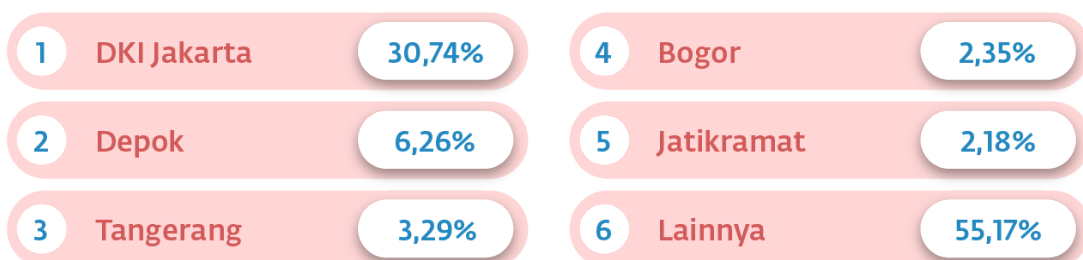 1 DKI Jakarta 30,74%
2 Depok 6,26%
3 Tangerang 3,29%
4 Bogor 2,35%
5 Jatikramat 2,18%
6 Lainnya 55,17%